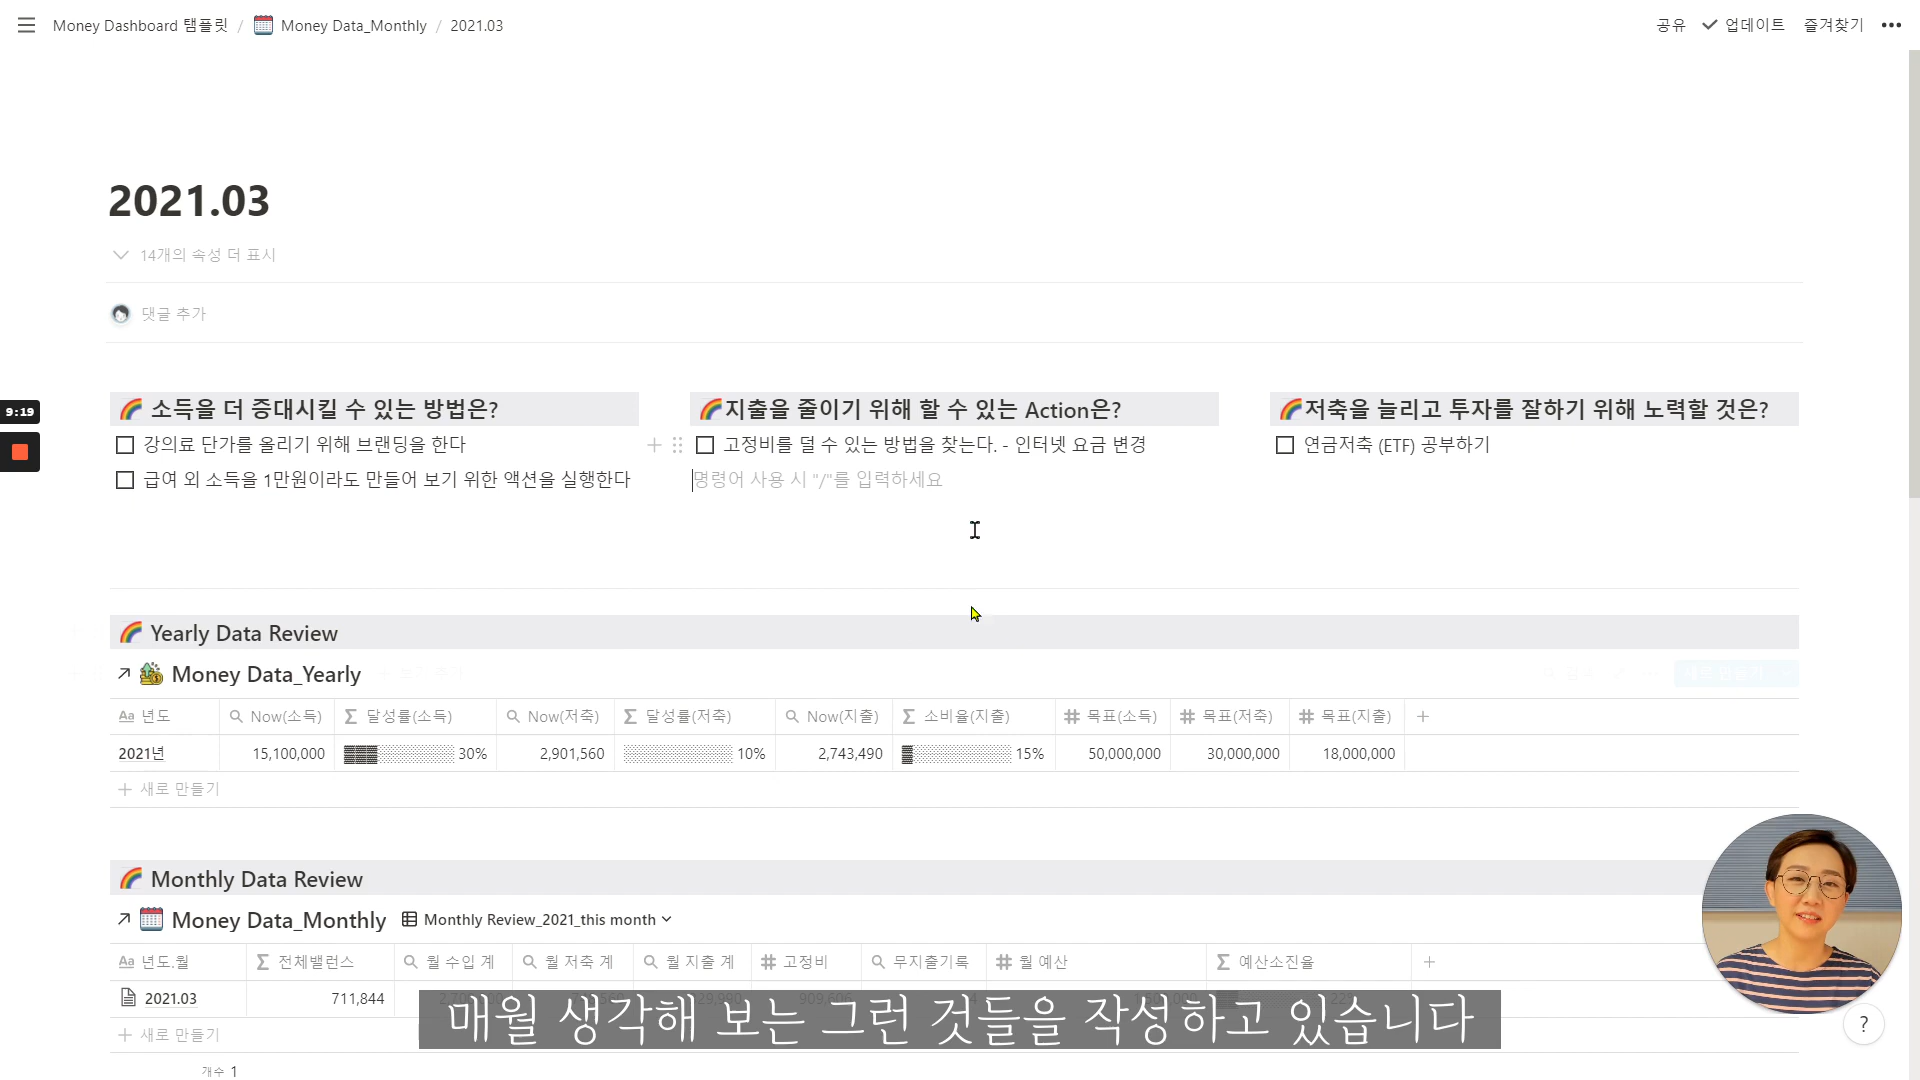 Money Dashboard 탬플릿 / Money Data_Monthly / 2021.03
공유 업데이트 즐겨찾기
2021.03
14개의 속성 더 표시
댓글 추가
9:19
소득을 더 증대시킬 수 있는 방법은?
강의료 단가를 올리기 위해 브랜딩을 한다
급여 외 소득을 1만원이라도 만들어 보기 위한 액션을 실행한다
지출을 줄이기 위해 할 수 있는 Action은?
고정비를 덜 수 있는 방법을 찾는다. - 인터넷 요금 변경
명령어 사용 시 "/"를 입력하세요
저축을 늘리고 투자를 잘하기 위해 노력할 것은?
연금저축 (ETF) 공부하기
Yearly Data Review
Money Data_Yearly
Aa 년도 Now(소득) Σ 달성률(소득) Now(저축) Σ 달성률(저축) Now(지출) Σ 소비율(지출) # 목표(소득) # 목표(저축) # 목표(지출) +
2021년 15,100,000 30% 2,901,560 10% 2,743,490 15% 50,000,000 30,000,000 18,000,000
+ 새로 만들기
Monthly Data Review
Money Data_Monthly Monthly Review_2021_this month
Aa 년도.월 Σ 전체밸런스 월 수입 계 월 저축 계 월 지출 계 # 고정비 무지출기록 # 월 예산 Σ 예산소진율 +
2021.03 711,844
매월 생각해 보는 그런 것들을 작성하고 있습니다
+ 새로 만들기
?
개수 1